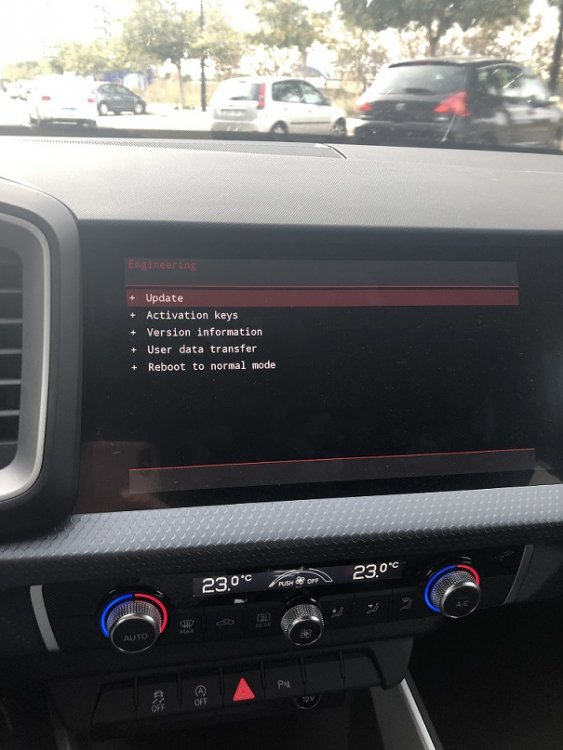 Engineering
+ Update
+ Activation keys
+ Version information
+ User data transfer
+ Reboot to normal mode
23.0°C PUSH OFF 23.0°C
AUTO MAX REAR A/C
OFF OFF P 12V